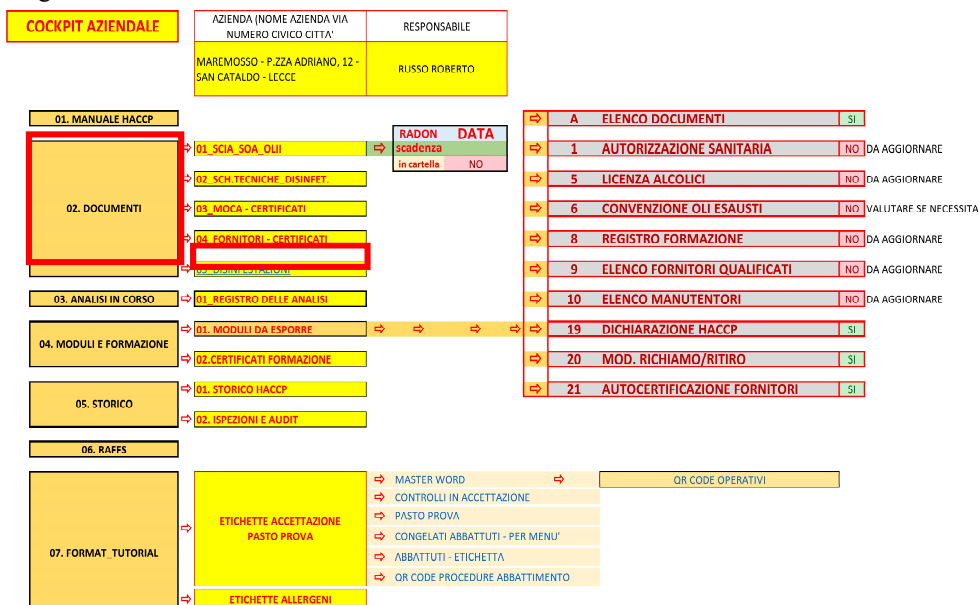 COCKPIT AZIENDALE
AZIENDA (NOME AZIENDA VIA
NUMERO CIVICO CITTA'
RESPONSABILE
MAREMOSSO - P.ZZA ADRIANO, 12 -
SAN CATALDO - LECCE
RUSSO ROBERTO
01. MANUALE HACCP
02. DOCUMENTI
01_SCIA_SOA_OLII
RADON DATA
scadenza
in cartella NO
02_SCH.TECNICHE_DISINFET.
03_MOCA - CERTIFICATI
04_FORNITORI - CERTIFICATI
05_DISINFESTAZIONI
03. ANALISI IN CORSO
01_REGISTRO DELLE ANALISI
04. MODULI E FORMAZIONE
01. MODULI DA ESPORRE
02.CERTIFICATI FORMAZIONE
05. STORICO
01. STORICO HACCP
02. ISPEZIONI E AUDIT
06. RAFFS
A ELENCO DOCUMENTI SI
1 AUTORIZZAZIONE SANITARIA NO DA AGGIORNARE
5 LICENZA ALCOLICI NO DA AGGIORNARE
6 CONVENZIONE OLI ESAUSTI NO VALUTARE SE NECESSITA
8 REGISTRO FORMAZIONE NO DA AGGIORNARE
9 ELENCO FORNITORI QUALIFICATI NO DA AGGIORNARE
10 ELENCO MANUTENTORI NO DA AGGIORNARE
19 DICHIARAZIONE HACCP SI
20 MOD. RICHIAMO/RITIRO SI
21 AUTOCERTIFICAZIONE FORNITORI SI
07. FORMAT_TUTORIAL
ETICHETTE ACCETTAZIONE
PASTO PROVA
MASTER WORD
QR CODE OPERATIVI
CONTROLLI IN ACCETTAZIONE
PASTO PROVA
CONGELATI ABBATTUTI - PER MENU'
ABBATTUTI - ETICHETTA
QR CODE PROCEDURE ABBATTIMENTO
ETICHETTE ALLERGENI